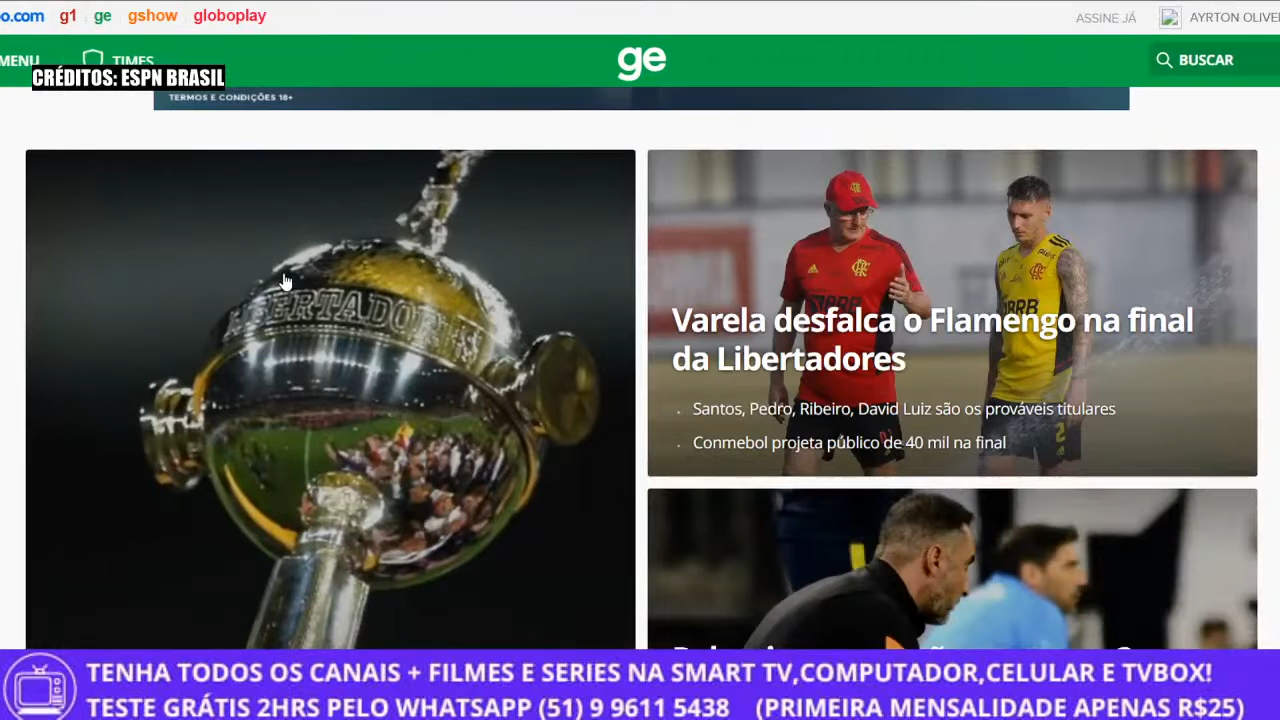 o.com g1 ge gshow globoplay
ASSINE JÁ AYRTON OLIVE
MENU TIMES ge BUSCAR
CRÉDITOS: ESPN BRASIL
TERMOS E CONDIÇÕES 18+
LIBERTADORES
Varela desfalca o Flamengo na final
da Libertadores
Santos, Pedro, Ribeiro, David Luiz são os prováveis titulares
Conmebol projeta público de 40 mil na final
TENHA TODOS OS CANAIS + FILMES E SERIES NA SMART TV,COMPUTADOR,CELULAR E TVBOX!
TESTE GRÁTIS 2HRS PELO WHATSAPP (51) 9 9611 5438 (PRIMEIRA MENSALIDADE APENAS R$25)